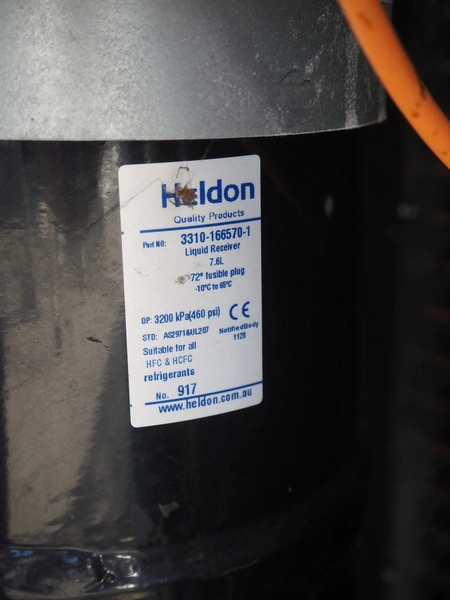 Heldon
Quality Products
Part NO: 3310-166570-1
Liquid Receiver
7.6L
72° fusible plug
-10°C to 65°C
DP: 3200 kPa(460 psi) CE
STD: AS2971&UL207 NotifiedBody
1128
Suitable for all
HFC & HCFC
refrigerants
No. 917
www.heldon.com.au